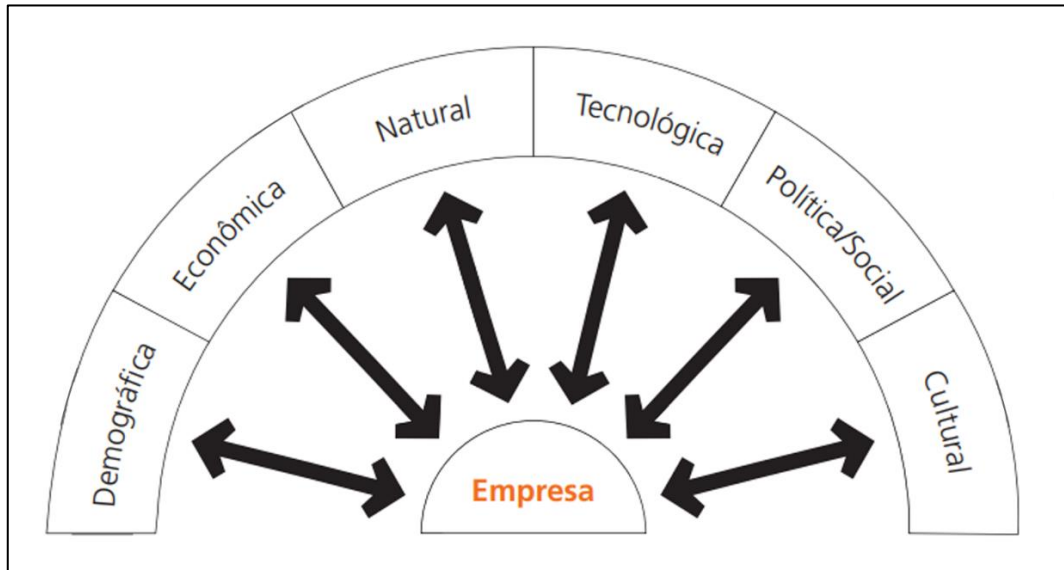 Demográfica
Econômica
Natural
Tecnológica
Política/Social
Cultural
Empresa